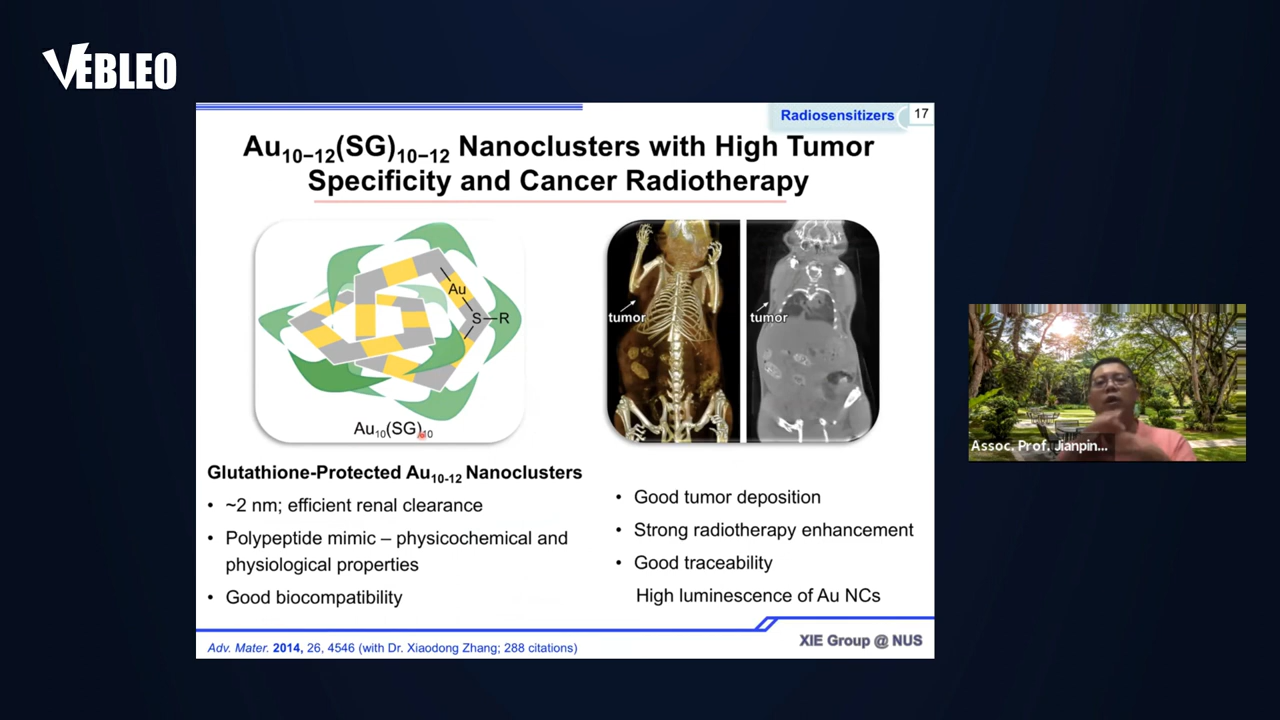 VEBLEO
Radiosensitizers 17
Au10–12(SG)10–12 Nanoclusters with High Tumor
Specificity and Cancer Radiotherapy
Au
S—R
Au10(SG)10
tumor
tumor
Glutathione-Protected Au10-12 Nanoclusters
• ~2 nm; efficient renal clearance
• Polypeptide mimic – physicochemical and
physiological properties
• Good biocompatibility
• Good tumor deposition
• Strong radiotherapy enhancement
• Good traceability
High luminescence of Au NCs
Adv. Mater. 2014, 26, 4546 (with Dr. Xiaodong Zhang; 288 citations)
XIE Group @ NUS
Assoc. Prof. Jianpin...